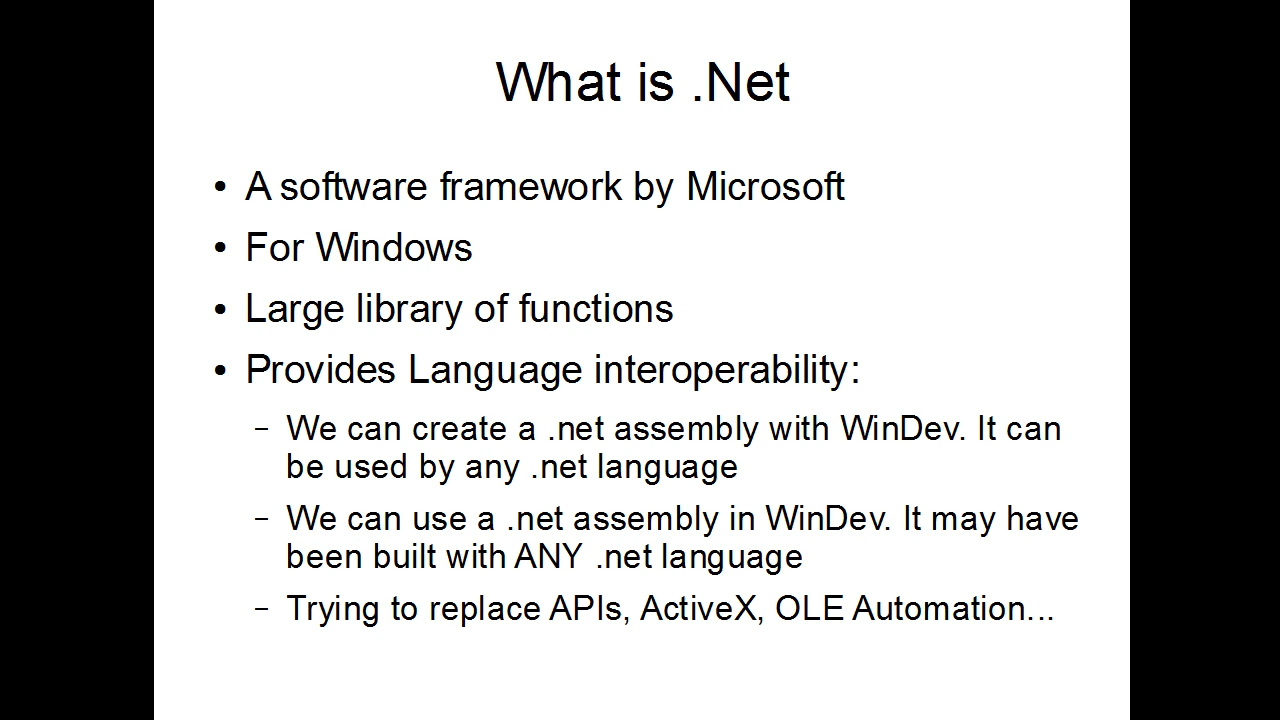 What is .Net
• A software framework by Microsoft
• For Windows
• Large library of functions
• Provides Language interoperability:
– We can create a .net assembly with WinDev. It can
be used by any .net language
– We can use a .net assembly in WinDev. It may have
been built with ANY .net language
– Trying to replace APIs, ActiveX, OLE Automation...